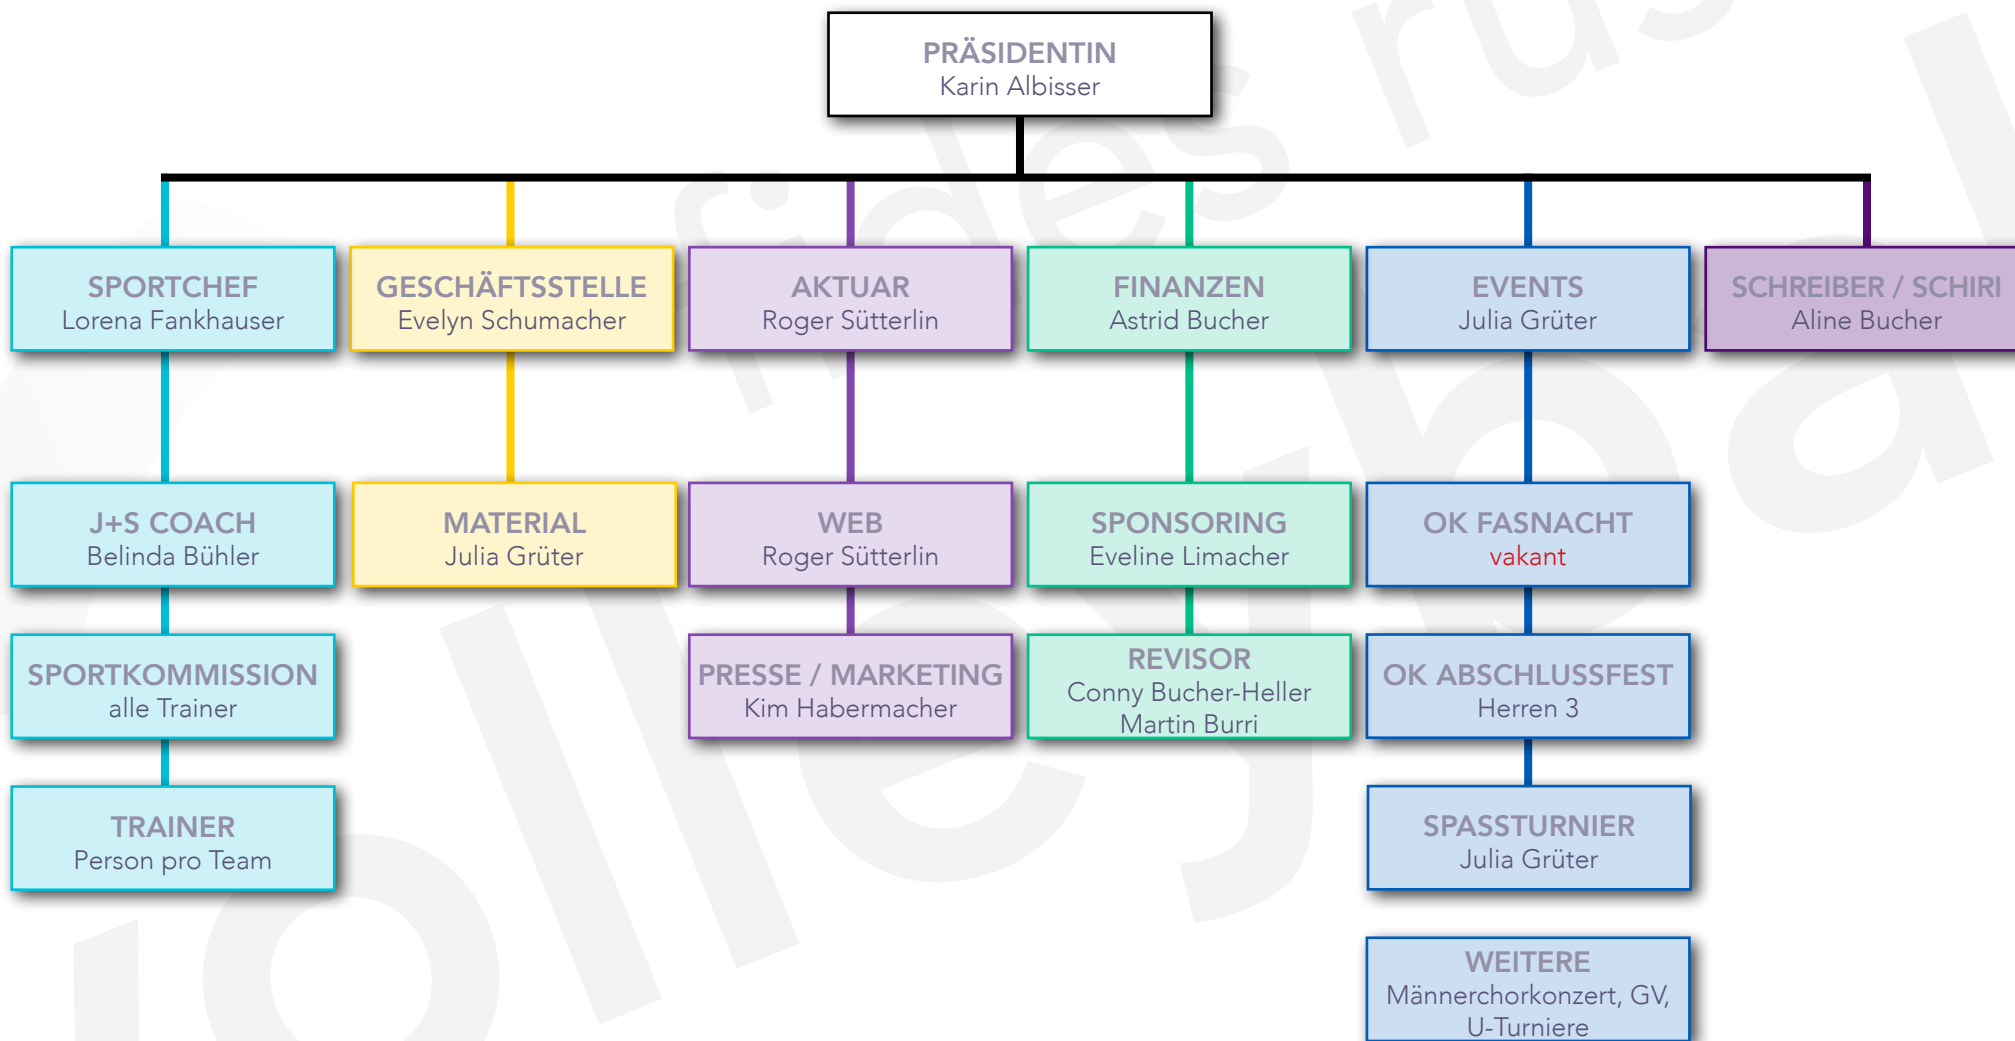 PRÄSIDENTIN
Karin Albisser
SPORTCHEF
Lorena Fankhauser
GESCHÄFTSSTELLE
Evelyn Schumacher
AKTUAR
Roger Sütterlin
FINANZEN
Astrid Bucher
EVENTS
Julia Grüter
SCHREIBER / SCHIRI
Aline Bucher
J+S COACH
Belinda Bühler
MATERIAL
Julia Grüter
WEB
Roger Sütterlin
SPONSORING
Eveline Limacher
OK FASNACHT
vakant
SPORTKOMMISSION
alle Trainer
PRESSE / MARKETING
Kim Habermacher
REVISOR
Conny Bucher-Heller
Martin Burri
OK ABSCHLUSSFEST
Herren 3
TRAINER
Person pro Team
SPASSTURNIER
Julia Grüter
WEITERE
Männerchorkonzert, GV,
U-Turniere
fides rus
volleybal